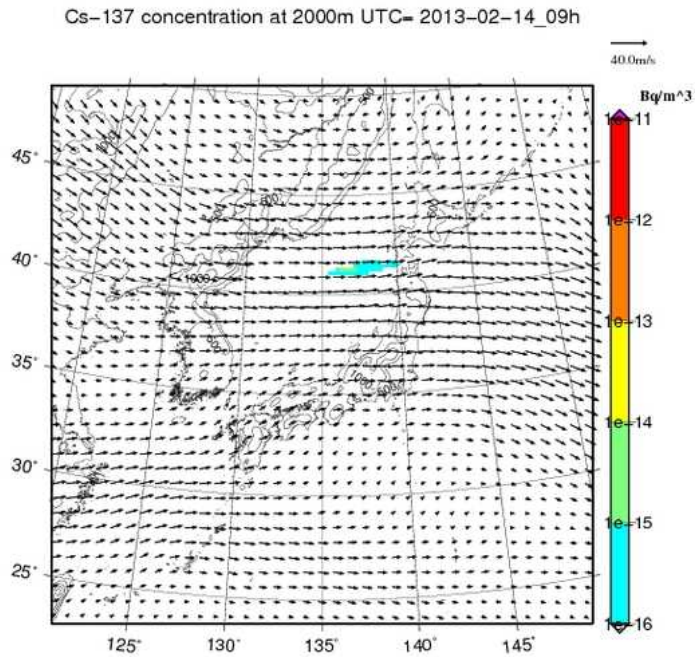 Cs-137 concentration at 2000m UTC= 2013-02-14_09h
40.0m/s
Bq/m^3
1e-11
1e-12
1e-13
1e-14
1e-15
1e-16
45°
40°
35°
30°
25°
125° 130° 135° 140° 145°
1000
1000